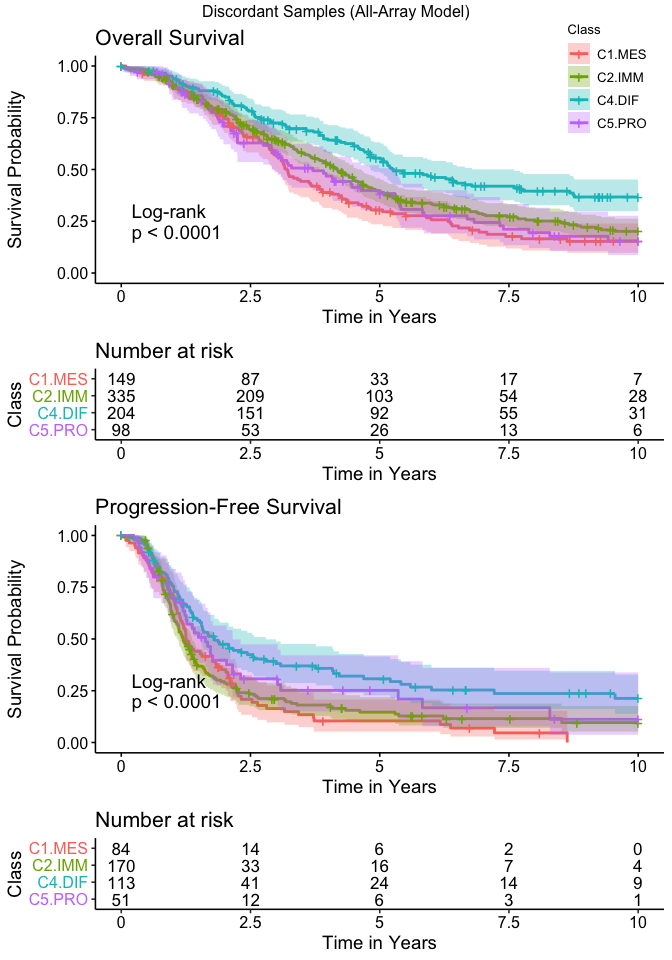 Discordant Samples (All-Array Model)
Overall Survival
Class
C1.MES
C2.IMM
C4.DIF
C5.PRO
Survival Probability
1.00
0.75
0.50
0.25
0.00
Log-rank
p < 0.0001
0 2.5 5 7.5 10
Time in Years
Number at risk
Class
C1.MES 149 87 33 17 7
C2.IMM 335 209 103 54 28
C4.DIF 204 151 92 55 31
C5.PRO 98 53 26 13 6
0 2.5 5 7.5 10
Time in Years
Progression-Free Survival
Survival Probability
1.00
0.75
0.50
0.25
0.00
Log-rank
p < 0.0001
0 2.5 5 7.5 10
Time in Years
Number at risk
Class
C1.MES 84 14 6 2 0
C2.IMM 170 33 16 7 4
C4.DIF 113 41 24 14 9
C5.PRO 51 12 6 3 1
0 2.5 5 7.5 10
Time in Years